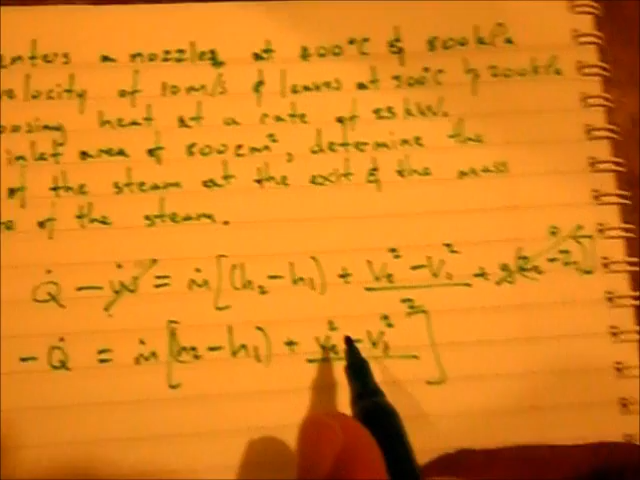 enters a nozzle at 400°C & 800kPa
velocity of 10m/s & leaves at 300°C & 200kPa
losing heat at a rate of 25kW.
inlet area of 800cm², determine the
of the steam at the exit & the mass
of the steam.
Q̇ - Ẇ = ṁ[(h₂-h₁) + V₂² - V₁² / 2 + g(z₂-z₁)]
-Q̇ = ṁ[(h₂-h₁) + V₂² - V₁²]